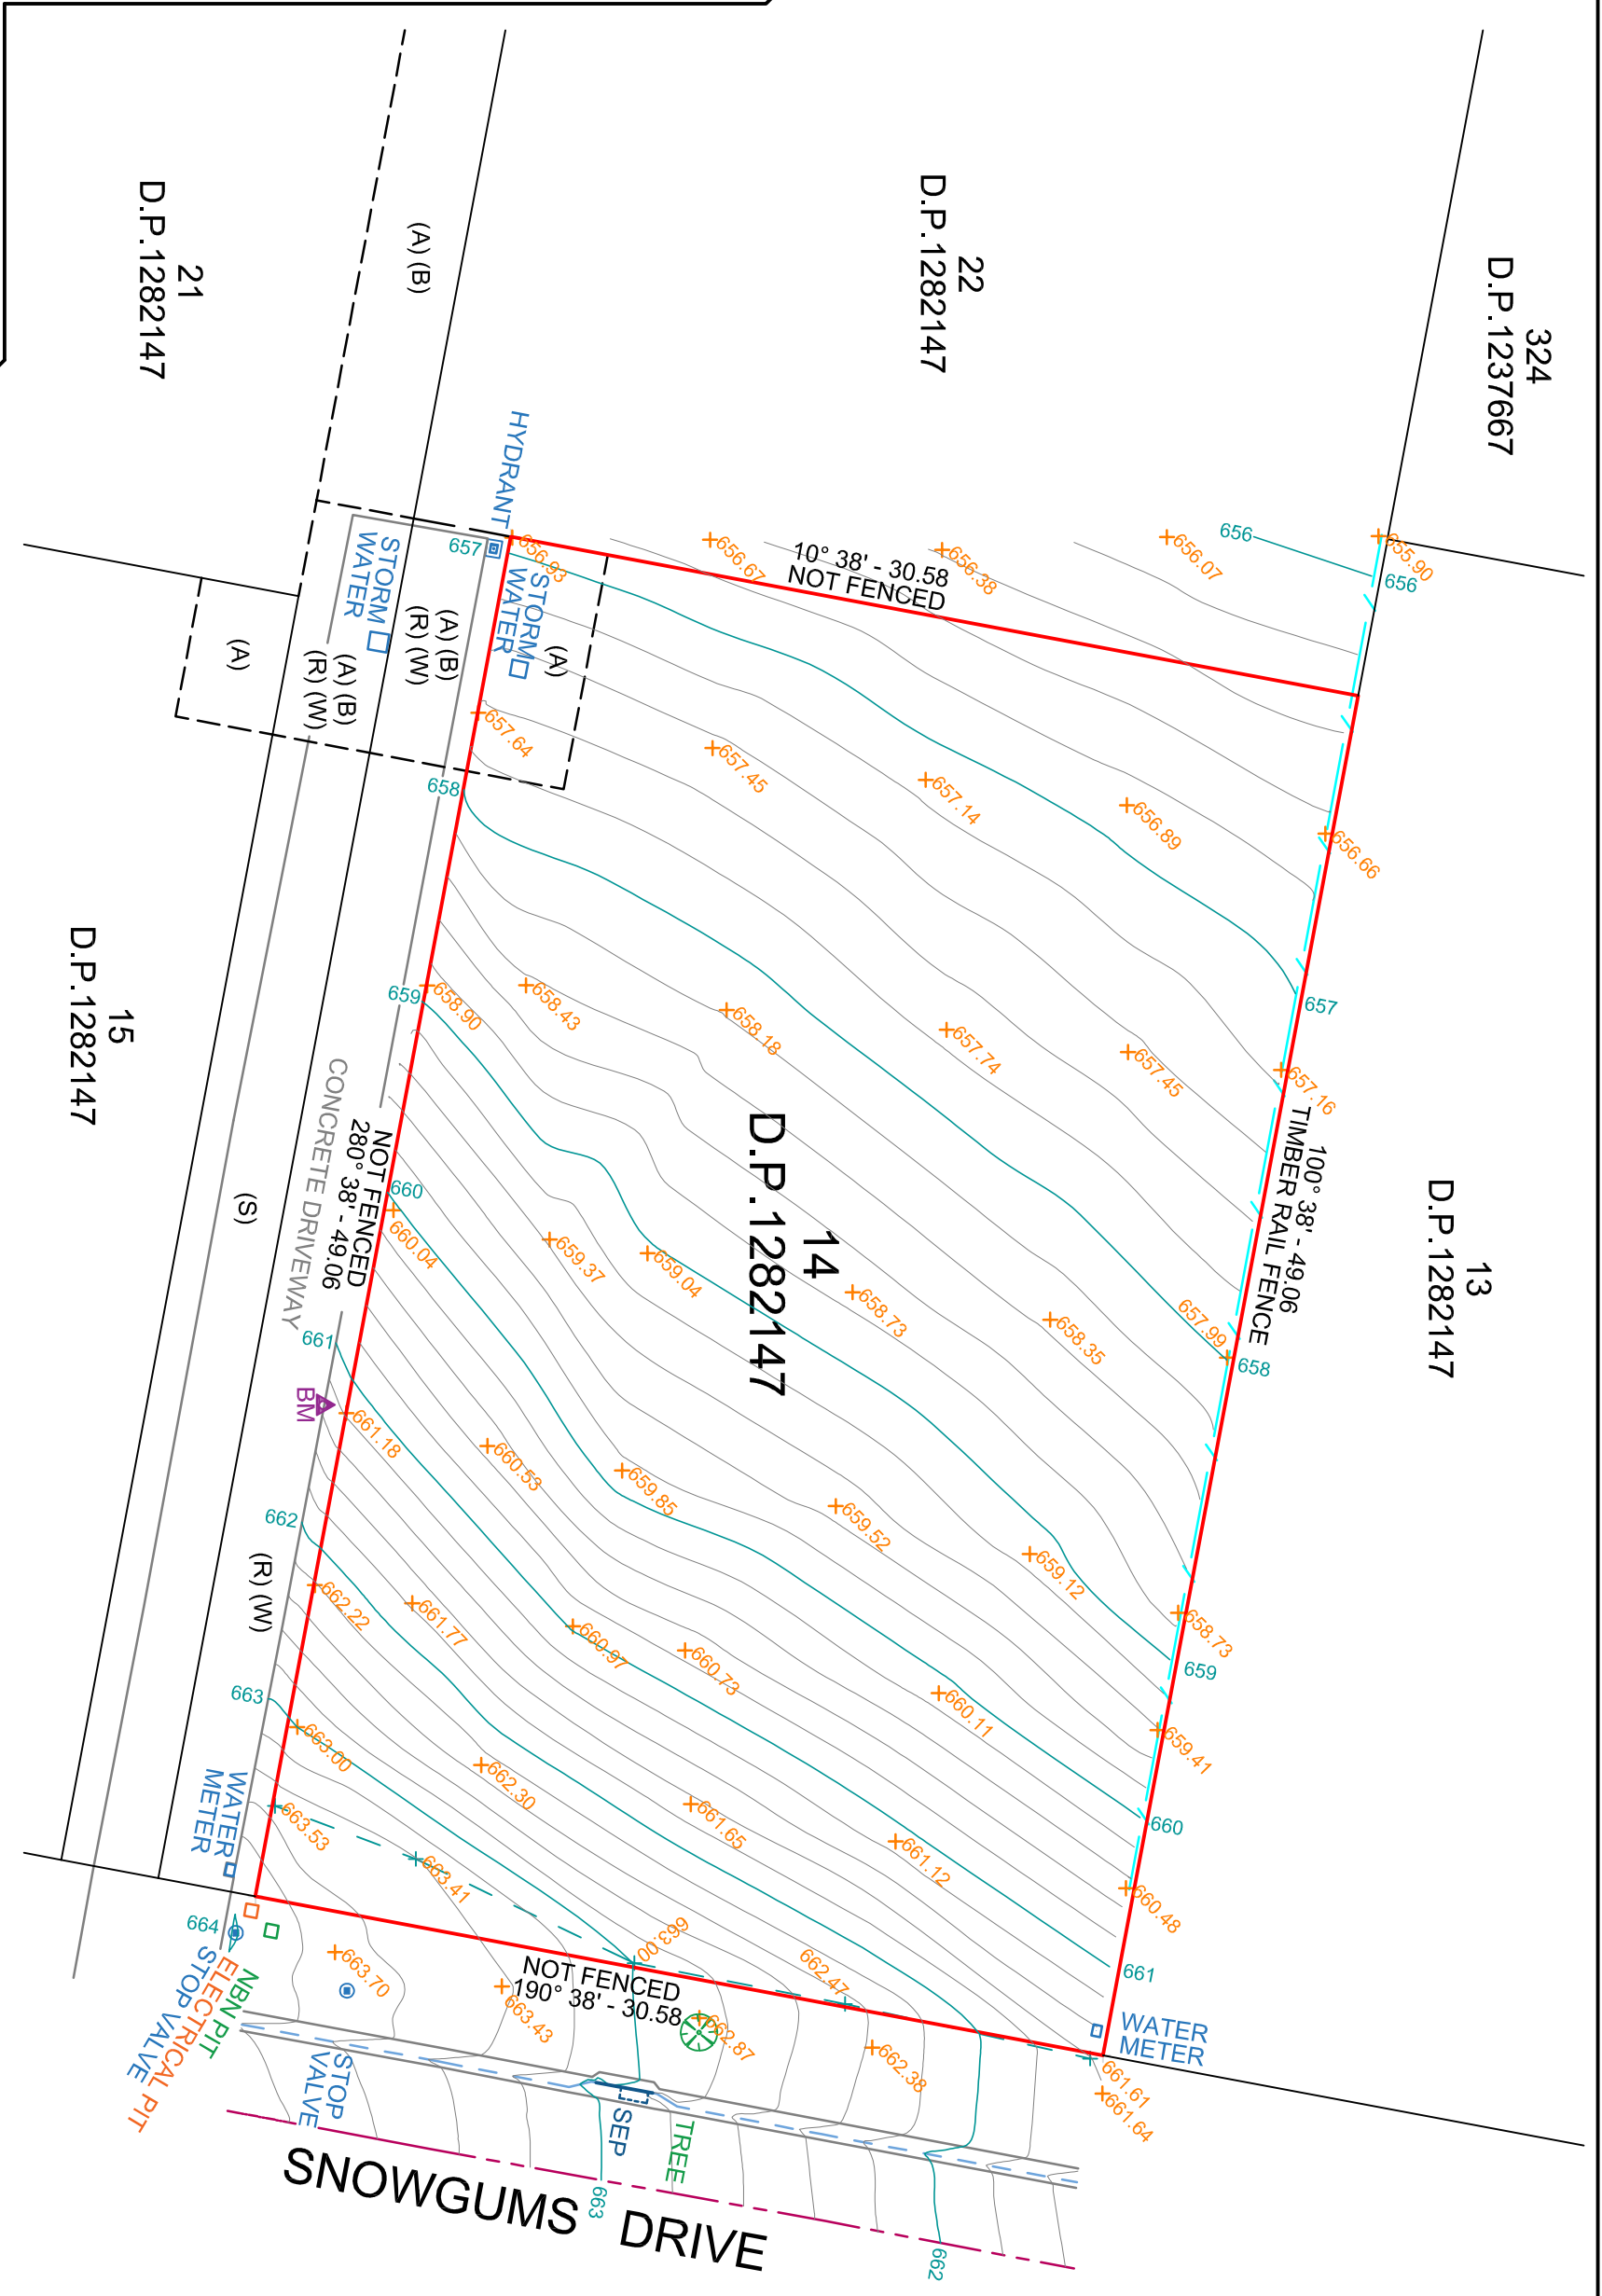 324
D.P.1237667
22
D.P.1282147
21
D.P.1282147
(A) (B)
13
D.P.1282147
15
D.P.1282147
14
D.P.1282147
HYDRANT
STORM
WATER
STORM
WATER
(A)
(A) (B)
(R) (W)
(A) (B)
(R) (W)
(A)
10° 38' - 30.58
NOT FENCED
100° 38' - 49.06
TIMBER RAIL FENCE
NOT FENCED
280° 38' - 49.06
CONCRETE DRIVEWAY
(S)
BM
(R) (W)
NOT FENCED
190° 38' - 30.58
WATER
METER
WATER
METER
NBN PIT
ELECTRICAL PIT
STOP VALVE
STOP
VALVE
SEP
TREE
SNOWGUMS DRIVE
656
656
657
657
658
658
659
659
660
660
661
661
662
662
663
663
664
655.90
656.07
656.38
656.67
656.93
656.66
656.89
657.14
657.45
657.64
657.16
657.45
657.74
658.18
658.43
658.90
657.99
658.35
658.73
659.04
659.37
660.04
658.73
659.12
659.52
659.85
660.53
661.18
659.41
660.11
660.73
660.97
661.77
662.22
660.48
661.12
661.65
662.30
663.00
663.53
663.41
663.00
662.47
661.61
661.64
662.38
662.87
663.43
663.70